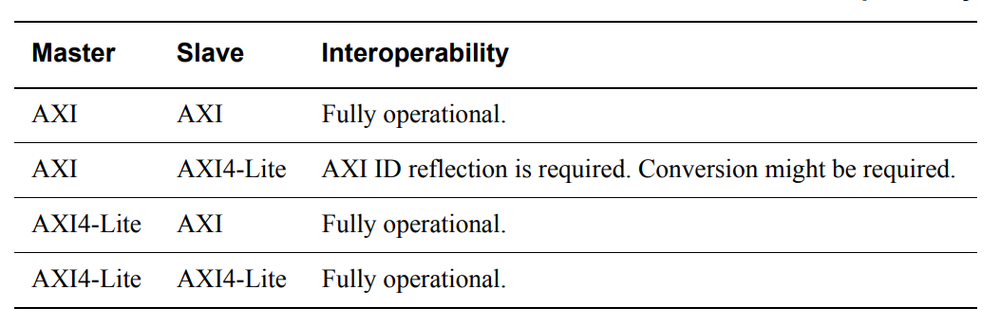 Master Slave Interoperability
AXI AXI Fully operational.
AXI AXI4-Lite AXI ID reflection is required. Conversion might be required.
AXI4-Lite AXI Fully operational.
AXI4-Lite AXI4-Lite Fully operational.